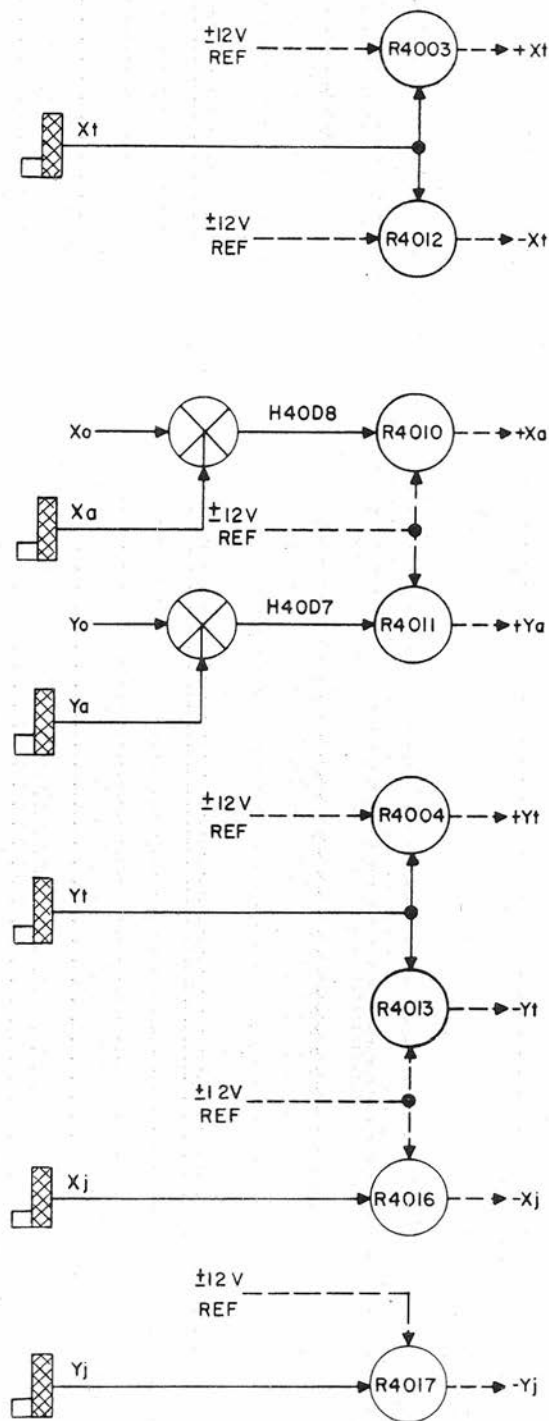 ±12V
REF
R4003
+Xt
Xt
±12V
REF
R4012
-Xt
Xo
H40D8
R4010
+Xa
Xa
±12V
REF
Yo
H40D7
R4011
+Ya
Ya
±12V
REF
R4004
+Yt
Yt
R4013
-Yt
±12V
REF
Xj
R4016
-Xj
±12V
REF
Yj
R4017
-Yj